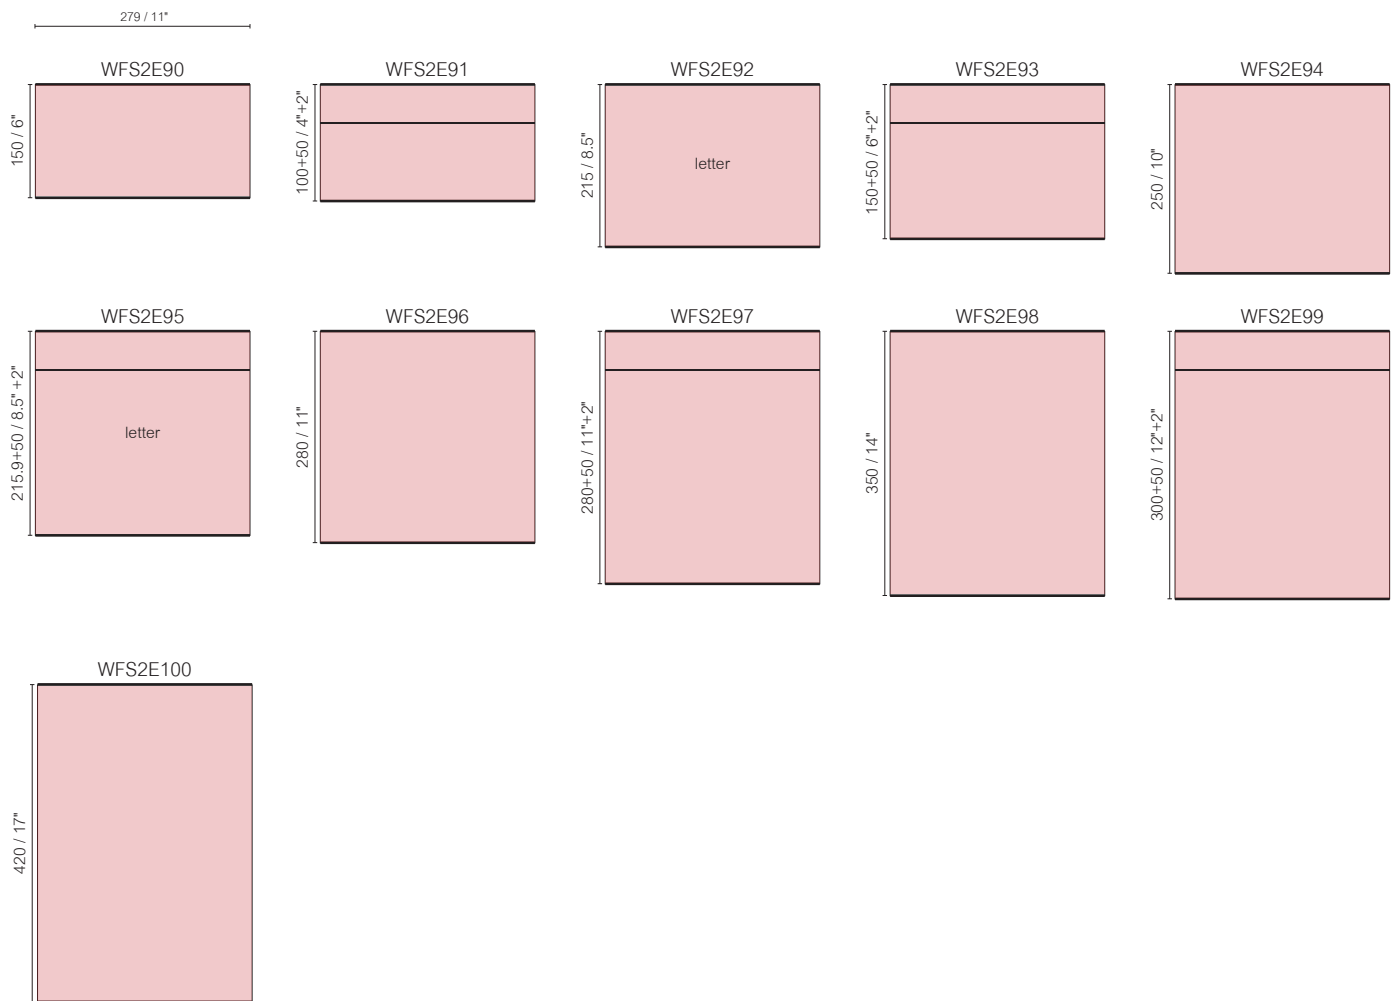 279 / 11"
WFS2E90
WFS2E91
WFS2E92
WFS2E93
WFS2E94
150 / 6"
100+50 / 4"+2"
215 / 8.5"
letter
150+50 / 6"+2"
250 / 10"
WFS2E95
WFS2E96
WFS2E97
WFS2E98
WFS2E99
215.9+50 / 8.5" +2"
letter
280 / 11"
280+50 / 11"+2"
350 / 14"
300+50 / 12"+2"
WFS2E100
420 / 17"